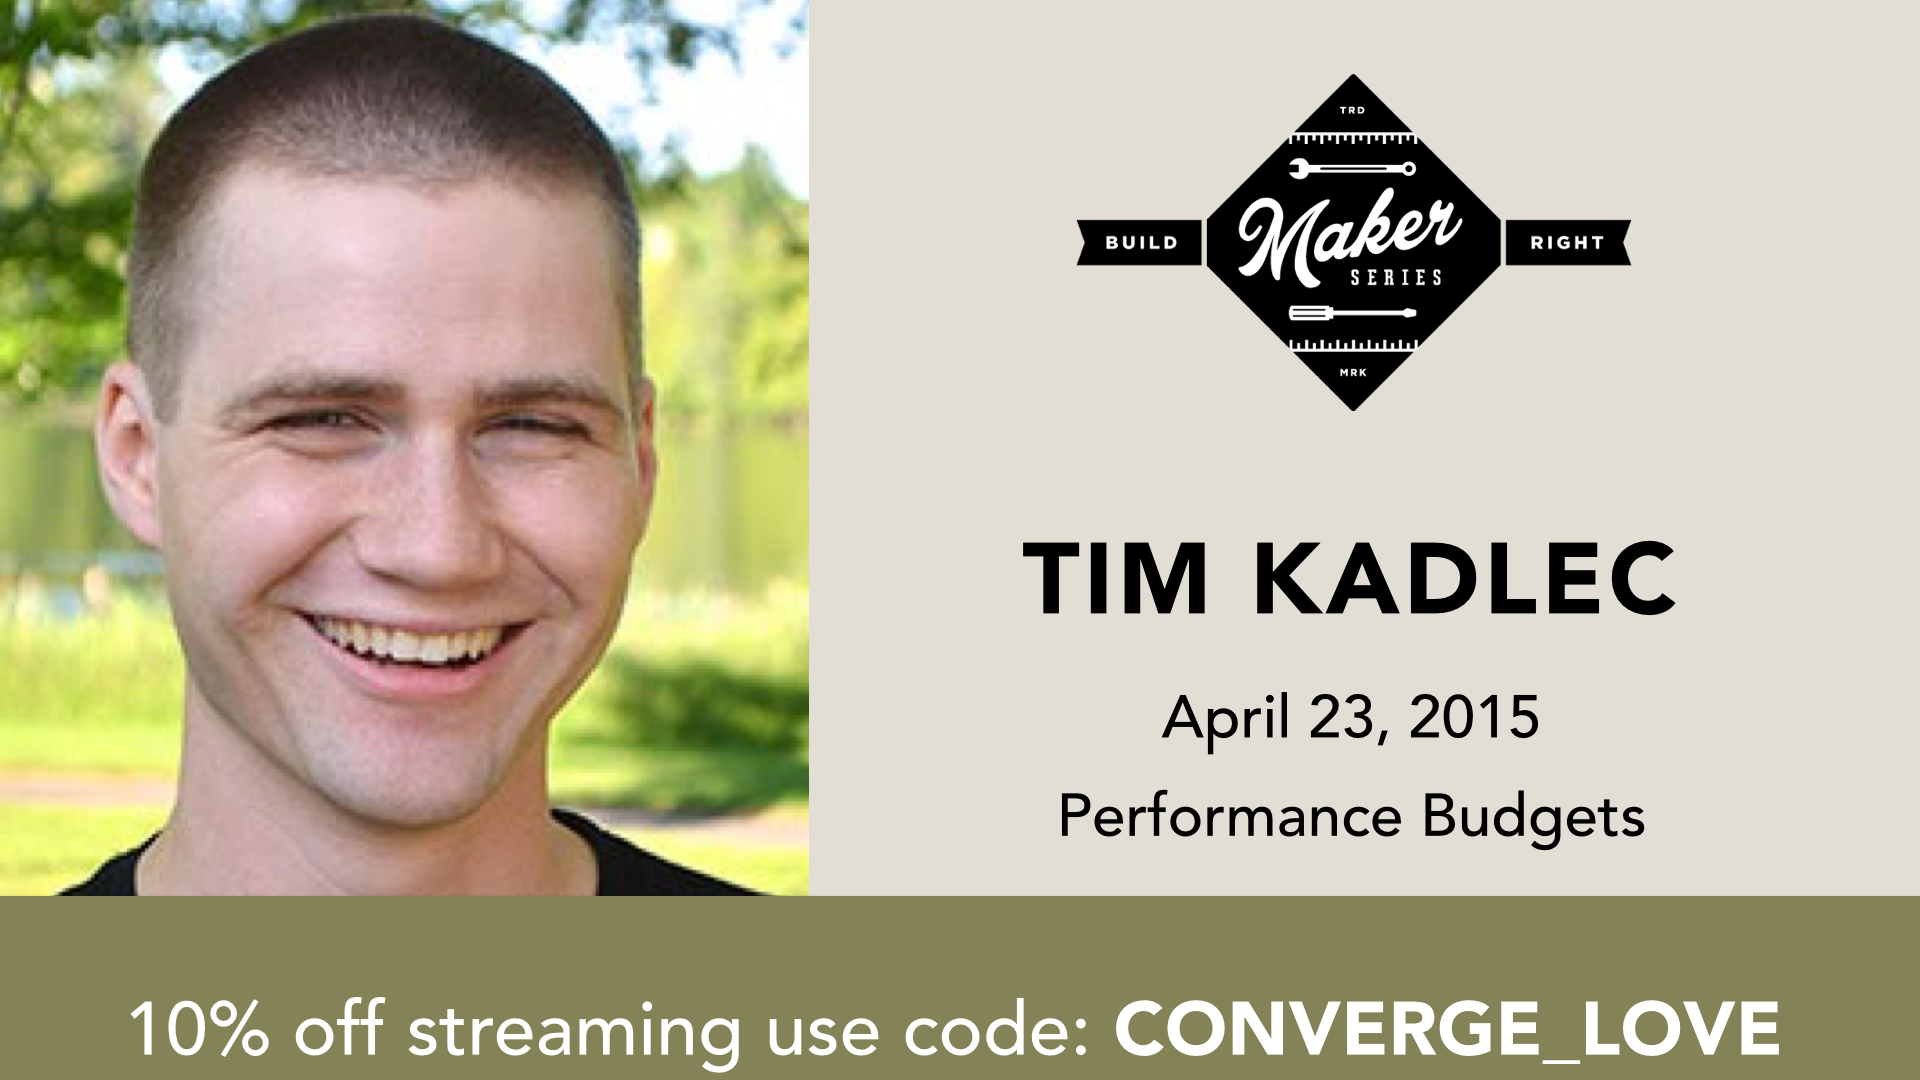 TRD
BUILD
Maker
SERIES
RIGHT
MRK
TIM KADLEC
April 23, 2015
Performance Budgets
10% off streaming use code: CONVERGE_LOVE